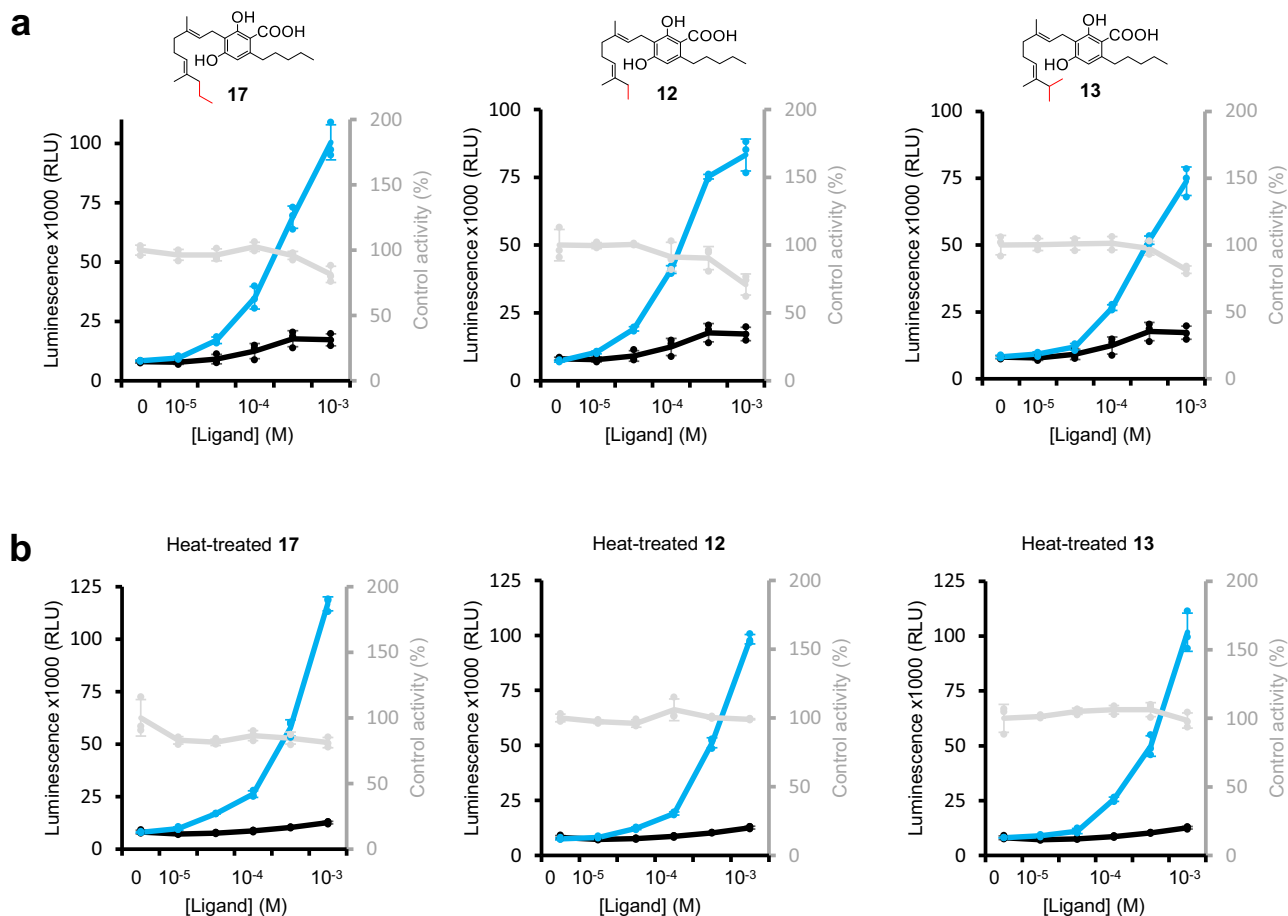 a
OH
COOH
HO
17
OH
COOH
HO
12
OH
COOH
HO
13
Luminescence x1000 (RLU)
100
75
50
25
0
200
150
100
50
0
Control activity (%)
0 10⁻⁵ 10⁻⁴ 10⁻³
[Ligand] (M)
Luminescence x1000 (RLU)
100
75
50
25
0
200
150
100
50
0
Control activity (%)
0 10⁻⁵ 10⁻⁴ 10⁻³
[Ligand] (M)
Luminescence x1000 (RLU)
100
75
50
25
0
200
150
100
50
0
Control activity (%)
0 10⁻⁵ 10⁻⁴ 10⁻³
[Ligand] (M)
b
Heat-treated 17
Luminescence x1000 (RLU)
125
100
75
50
25
0
200
150
100
50
0
Control activity (%)
0 10⁻⁵ 10⁻⁴ 10⁻³
[Ligand] (M)
Heat-treated 12
Luminescence x1000 (RLU)
125
100
75
50
25
0
200
150
100
50
0
Control activity (%)
0 10⁻⁵ 10⁻⁴ 10⁻³
[Ligand] (M)
Heat-treated 13
Luminescence x1000 (RLU)
125
100
75
50
25
0
200
150
100
50
0
Control activity (%)
0 10⁻⁵ 10⁻⁴ 10⁻³
[Ligand] (M)